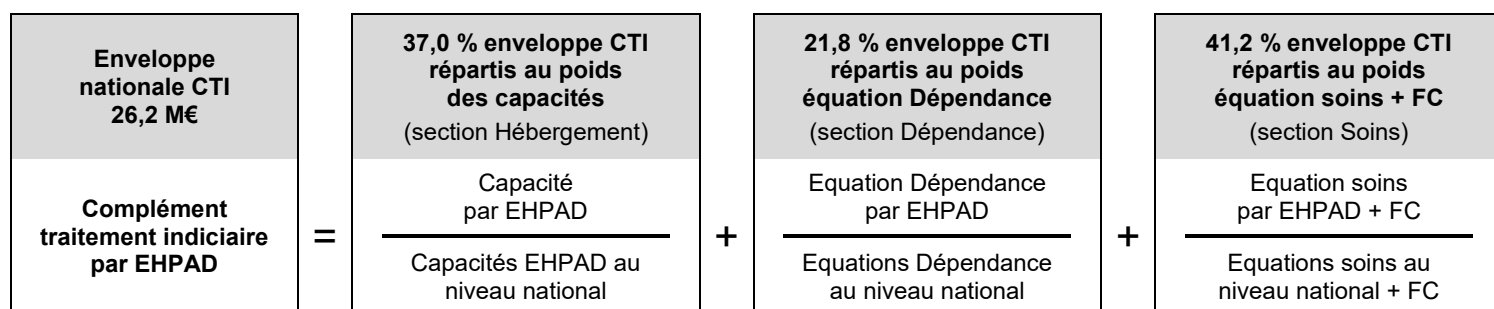 Enveloppe
nationale CTI
26,2 M€
37,0 % enveloppe CTI
répartis au poids
des capacités
(section Hébergement)
21,8 % enveloppe CTI
répartis au poids
équation Dépendance
(section Dépendance)
41,2 % enveloppe CTI
répartis au poids
équation soins + FC
(section Soins)
Complément
traitement indiciaire
par EHPAD
=
Capacité
par EHPAD
Capacités EHPAD au
niveau national
+
Equation Dépendance
par EHPAD
Equations Dépendance
au niveau national
+
Equation soins
par EHPAD + FC
Equations soins au
niveau national + FC